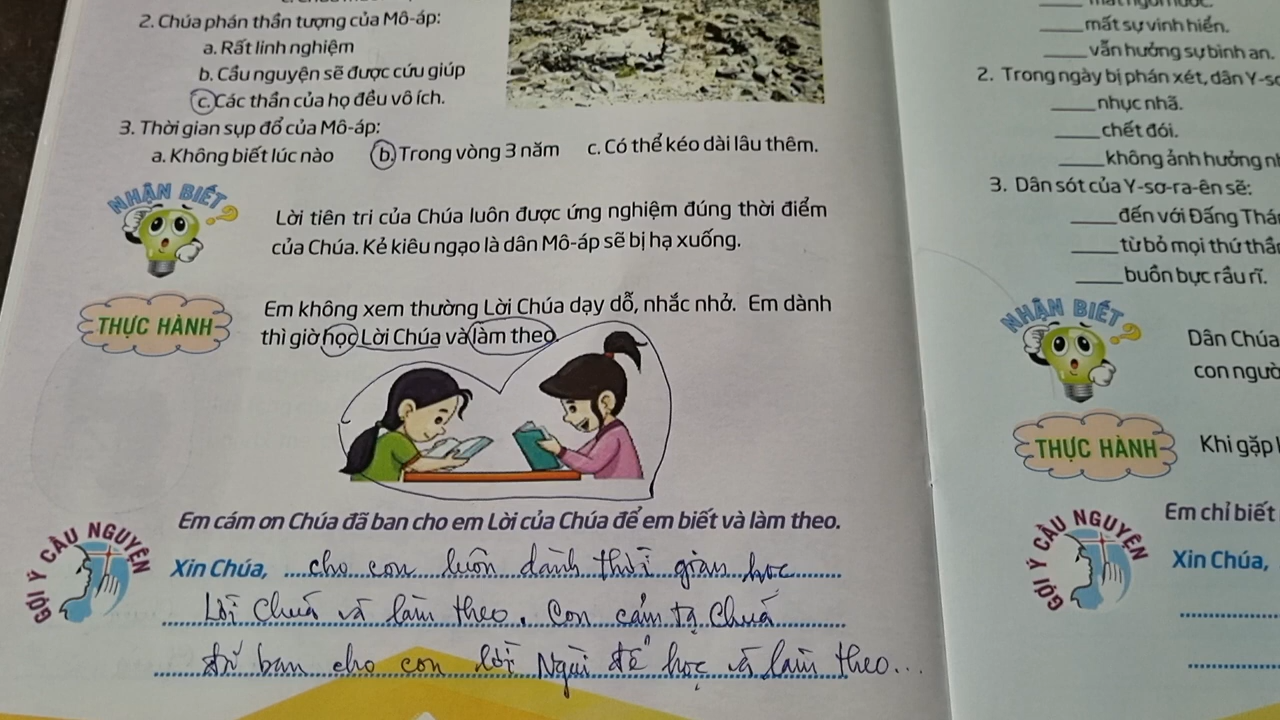 2. Chúa phán thần tượng của Mô-áp:
a. Rất linh nghiệm
b. Cầu nguyện sẽ được cứu giúp
c. Các thần của họ đều vô ích.
3. Thời gian sụp đổ của Mô-áp:
a. Không biết lúc nào b. Trong vòng 3 năm c. Có thể kéo dài lâu thêm.
NHẬN BIẾT
Lời tiên tri của Chúa luôn được ứng nghiệm đúng thời điểm
của Chúa. Kẻ kiêu ngạo là dân Mô-áp sẽ bị hạ xuống.
THỰC HÀNH
Em không xem thường Lời Chúa dạy dỗ, nhắc nhở. Em dành
thì giờ học Lời Chúa và làm theo.
Em cám ơn Chúa đã ban cho em Lời của Chúa để em biết và làm theo.
GỢI Ý CẦU NGUYỆN
Xin Chúa, cho con luôn dành thời gian học
Lời Chúa và làm theo. Con cảm tạ Chúa
đã ban cho con lời Ngài để học và làm theo...
____ mất sự vinh hiển.
____ vẫn hưởng sự bình an.
2. Trong ngày bị phán xét, dân
____ nhục nhã.
____ chết đói.
____ không ảnh hưởng
3. Dân sót của Y-sơ-ra-ên sẽ:
____ đến với Đấng
____ từ bỏ mọi thứ
____ buồn bực rầu rĩ.
NHẬN BIẾT
Dân Chúa
con
THỰC HÀNH
Khi gặp
Em chỉ biết
GỢI Ý CẦU NGUYỆN
Xin Chúa,